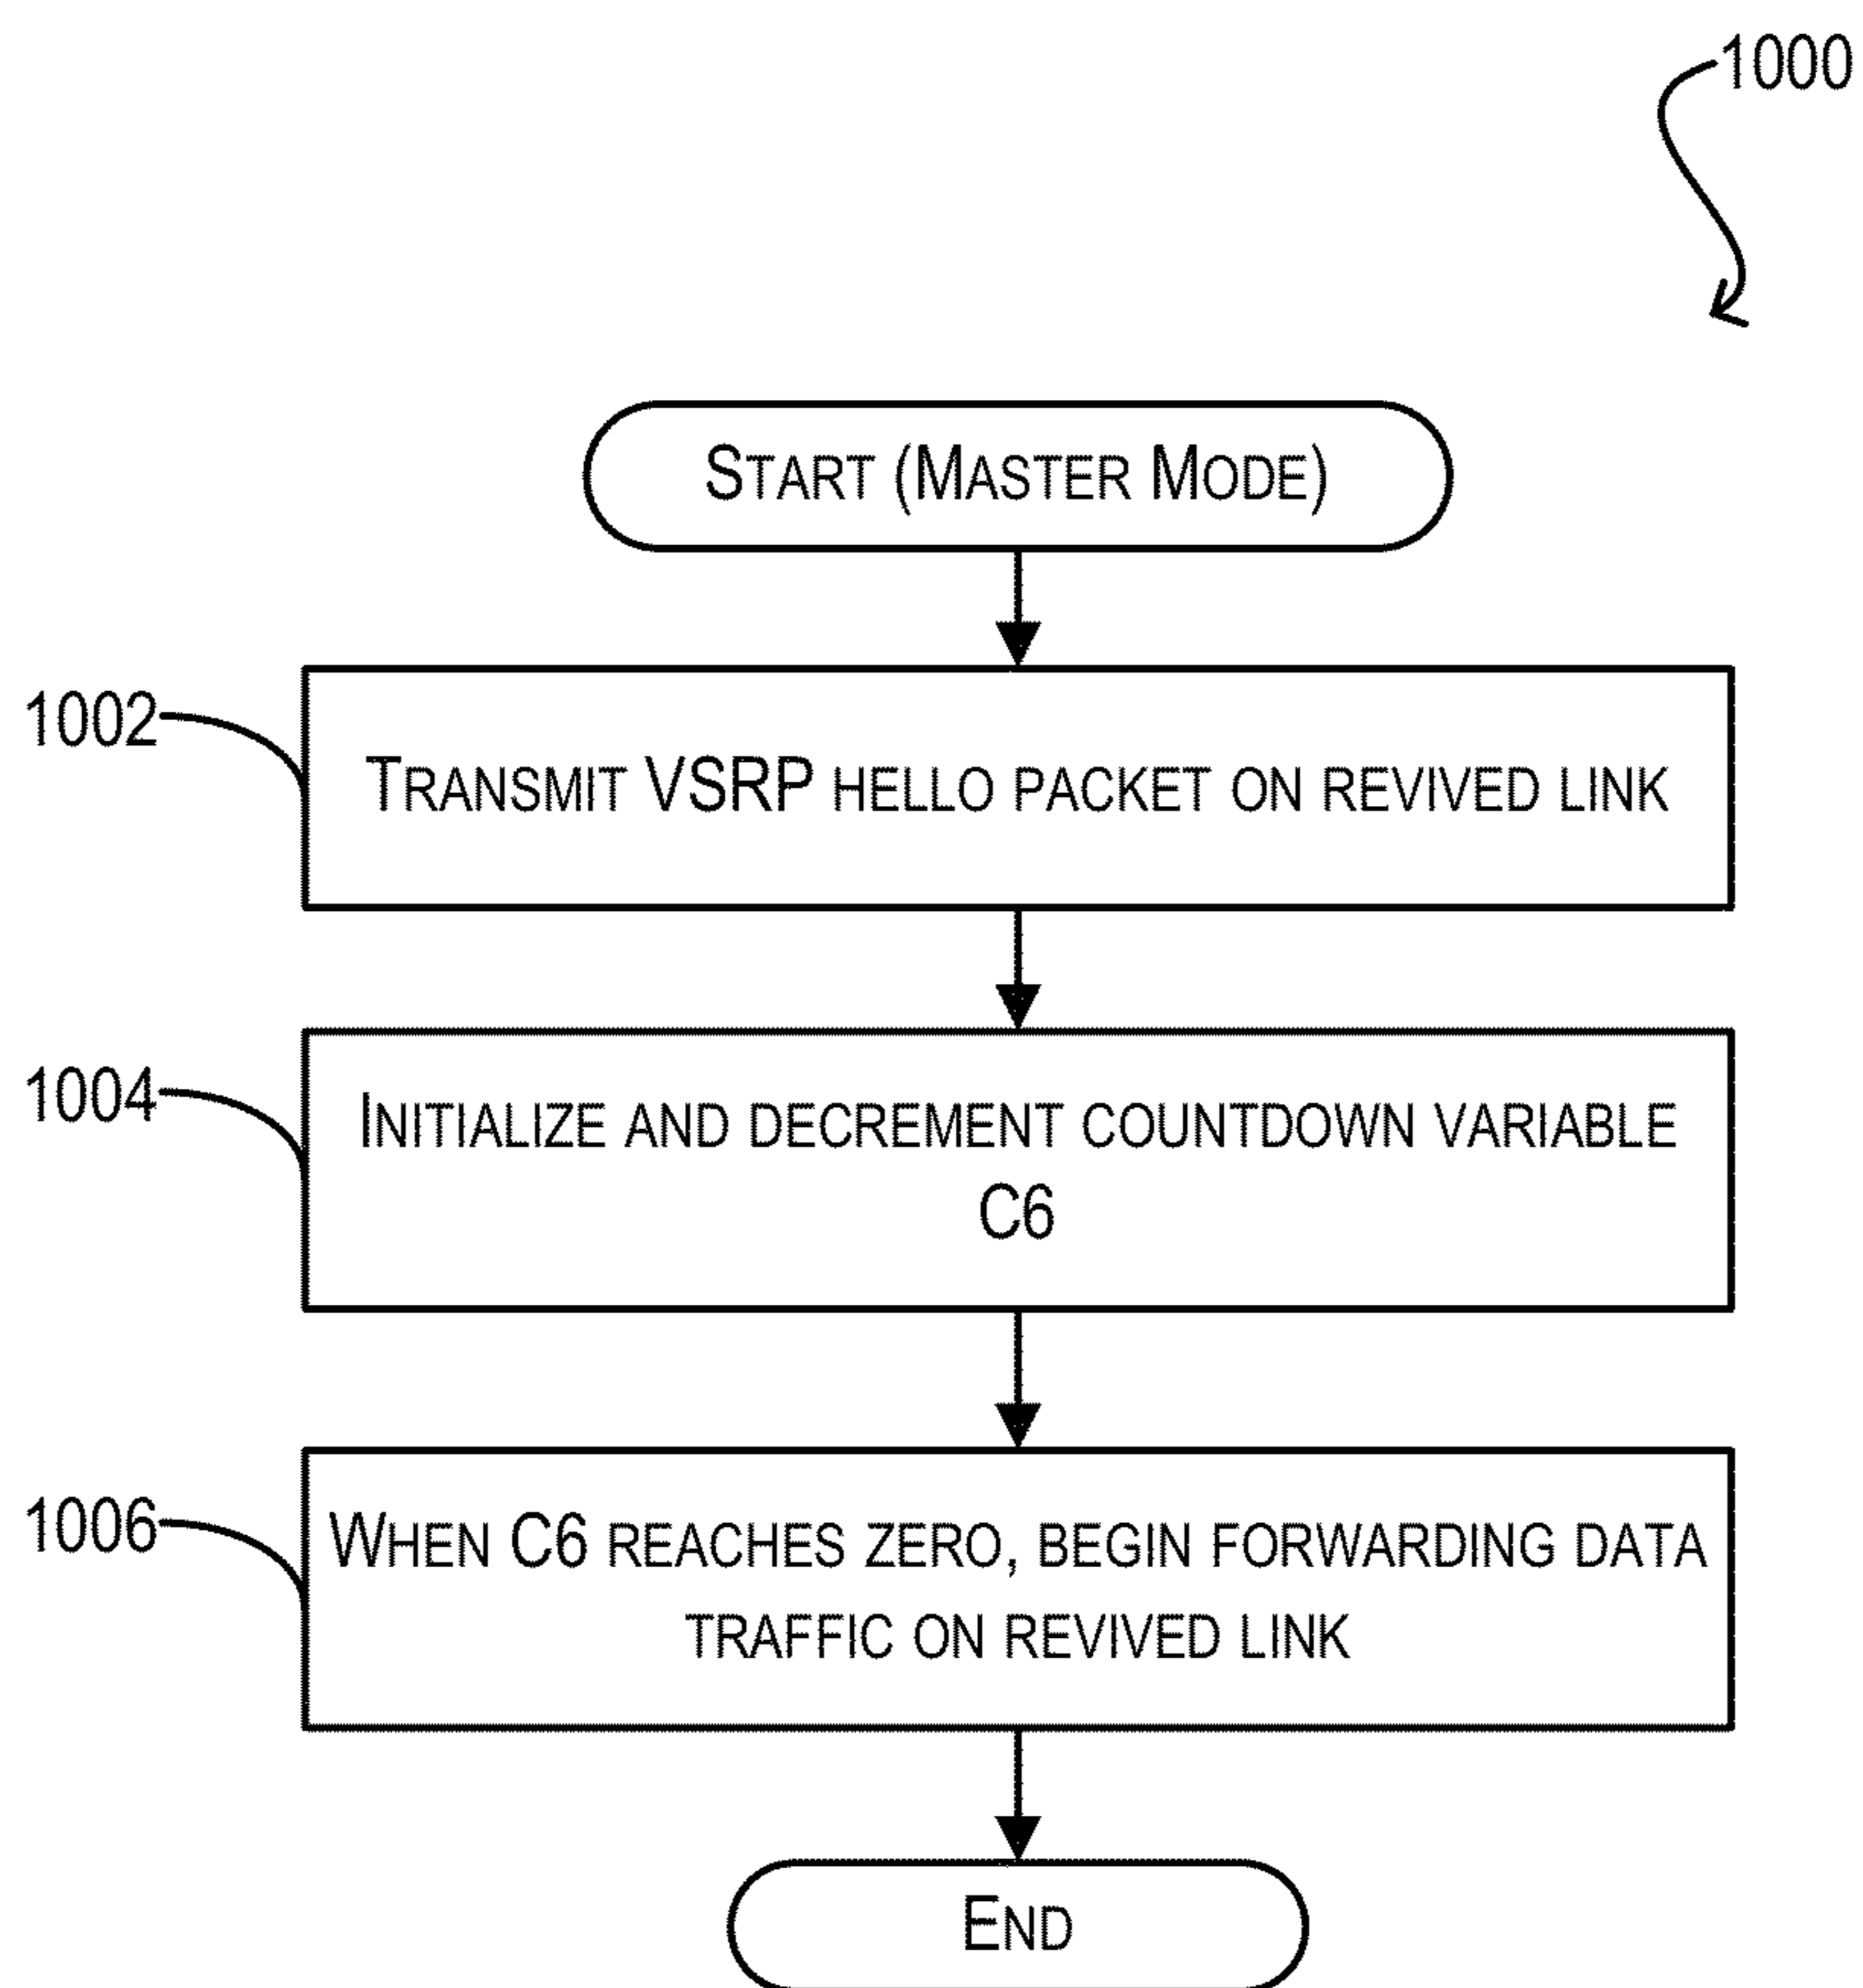 1000
START (MASTER MODE)
1002
TRANSMIT VSRP HELLO PACKET ON REVIVED LINK
1004
INITIALIZE AND DECREMENT COUNTDOWN VARIABLE
C6
1006
WHEN C6 REACHES ZERO, BEGIN FORWARDING DATA
TRAFFIC ON REVIVED LINK
END